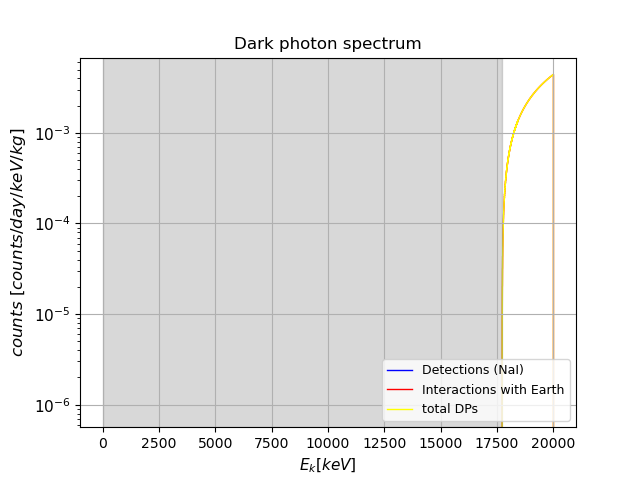 Dark photon spectrum
counts [counts/day/keV/kg]
10⁻³
10⁻⁴
10⁻⁵
10⁻⁶
Detections (NaI)
Interactions with Earth
total DPs
0 2500 5000 7500 10000 12500 15000 17500 20000
E_k[keV]